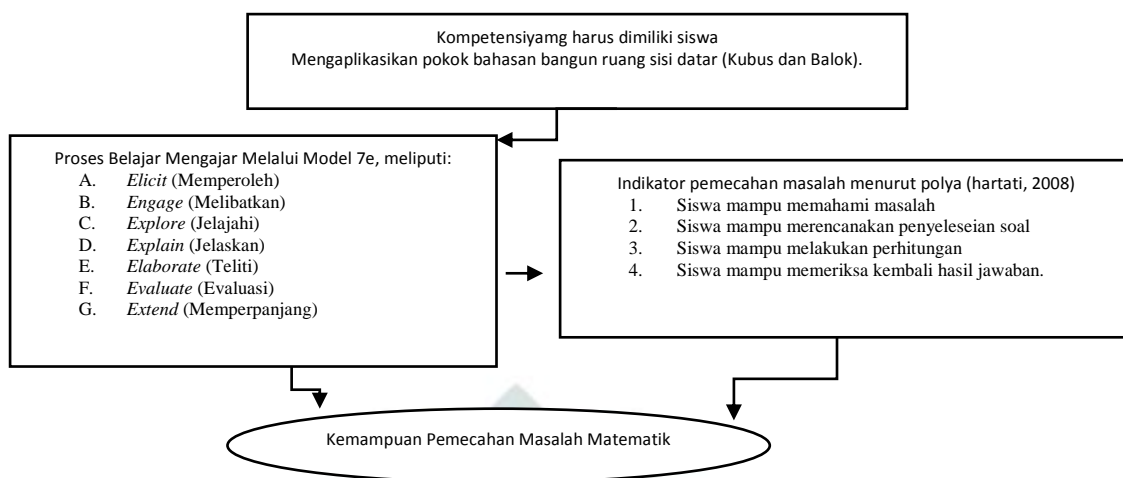 Kompetensiyamg harus dimiliki siswa
Mengaplikasikan pokok bahasan bangun ruang sisi datar (Kubus dan Balok).
Proses Belajar Mengajar Melalui Model 7e, meliputi:
A. Elicit (Memperoleh)
B. Engage (Melibatkan)
C. Explore (Jelajahi)
D. Explain (Jelaskan)
E. Elaborate (Teliti)
F. Evaluate (Evaluasi)
G. Extend (Memperpanjang)
Indikator pemecahan masalah menurut polya (hartati, 2008)
1. Siswa mampu memahami masalah
2. Siswa mampu merencanakan penyeleseian soal
3. Siswa mampu melakukan perhitungan
4. Siswa mampu memeriksa kembali hasil jawaban.
Kemampuan Pemecahan Masalah Matematik